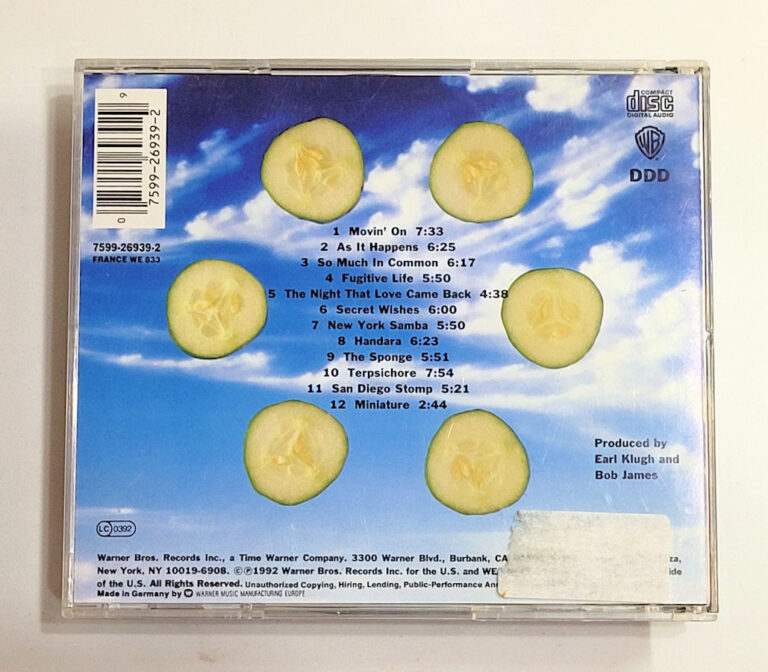 9
0
7599-26939-2
7599-26939-2
FRANCE WE 833
COMPACT
disc
DIGITAL AUDIO
WB
DDD
1 Movin' On 7:33
2 As It Happens 6:25
3 So Much In Common 6:17
4 Fugitive Life 5:50
5 The Night That Love Came Back 4:38
6 Secret Wishes 6:00
7 New York Samba 5:50
8 Handara 6:23
9 The Sponge 5:51
10 Terpsichore 7:54
11 San Diego Stomp 5:21
12 Miniature 2:44
Produced by
Earl Klugh and
Bob James
LC 0392
Warner Bros. Records Inc., a Time Warner Company. 3300 Warner Blvd., Burbank, CA
New York, NY 10019-6908. ©℗1992 Warner Bros. Records Inc. for the U.S. and WE
of the U.S. All Rights Reserved. Unauthorized Copying, Hiring, Lending, Public-Performance An
Made in Germany by WARNER MUSIC MANUFACTURING EUROPE